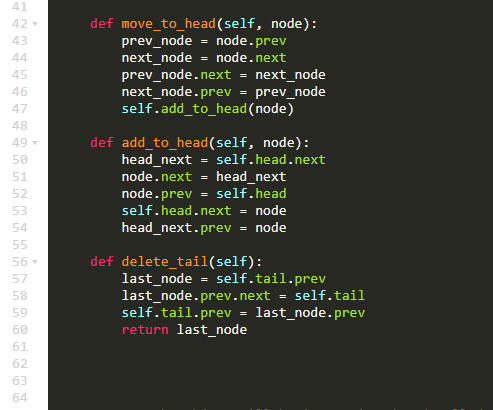 41
42 def move_to_head(self, node):
43 prev_node = node.prev
44 next_node = node.next
45 prev_node.next = next_node
46 next_node.prev = prev_node
47 self.add_to_head(node)
48
49 def add_to_head(self, node):
50 head_next = self.head.next
51 node.next = head_next
52 node.prev = self.head
53 self.head.next = node
54 head_next.prev = node
55
56 def delete_tail(self):
57 last_node = self.tail.prev
58 last_node.prev.next = self.tail
59 self.tail.prev = last_node.prev
60 return last_node
61
62
63
64